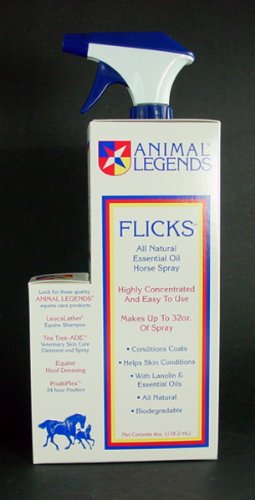 ANIMAL
LEGENDS
FLICKS
All Natural
Essential Oil
Horse Spray
Highly Concentrated
And Easy To Use
Makes Up To 32oz.
Of Spray
• Conditions Coats
• Helps Skin Conditions
• With Lanolin &
Essential Oils
• All Natural
• Biodegradable
Net Contents 4oz. (118.2 mL)
Look for these quality
ANIMAL LEGENDS®
equine care products
LeucaLather™
Equine Shampoo
Tea Tree ADE™
Veterinary Skin Care
Ointment and Spray
Equine
Hoof Dressing
PoultiPlex™
24 hour Poultice